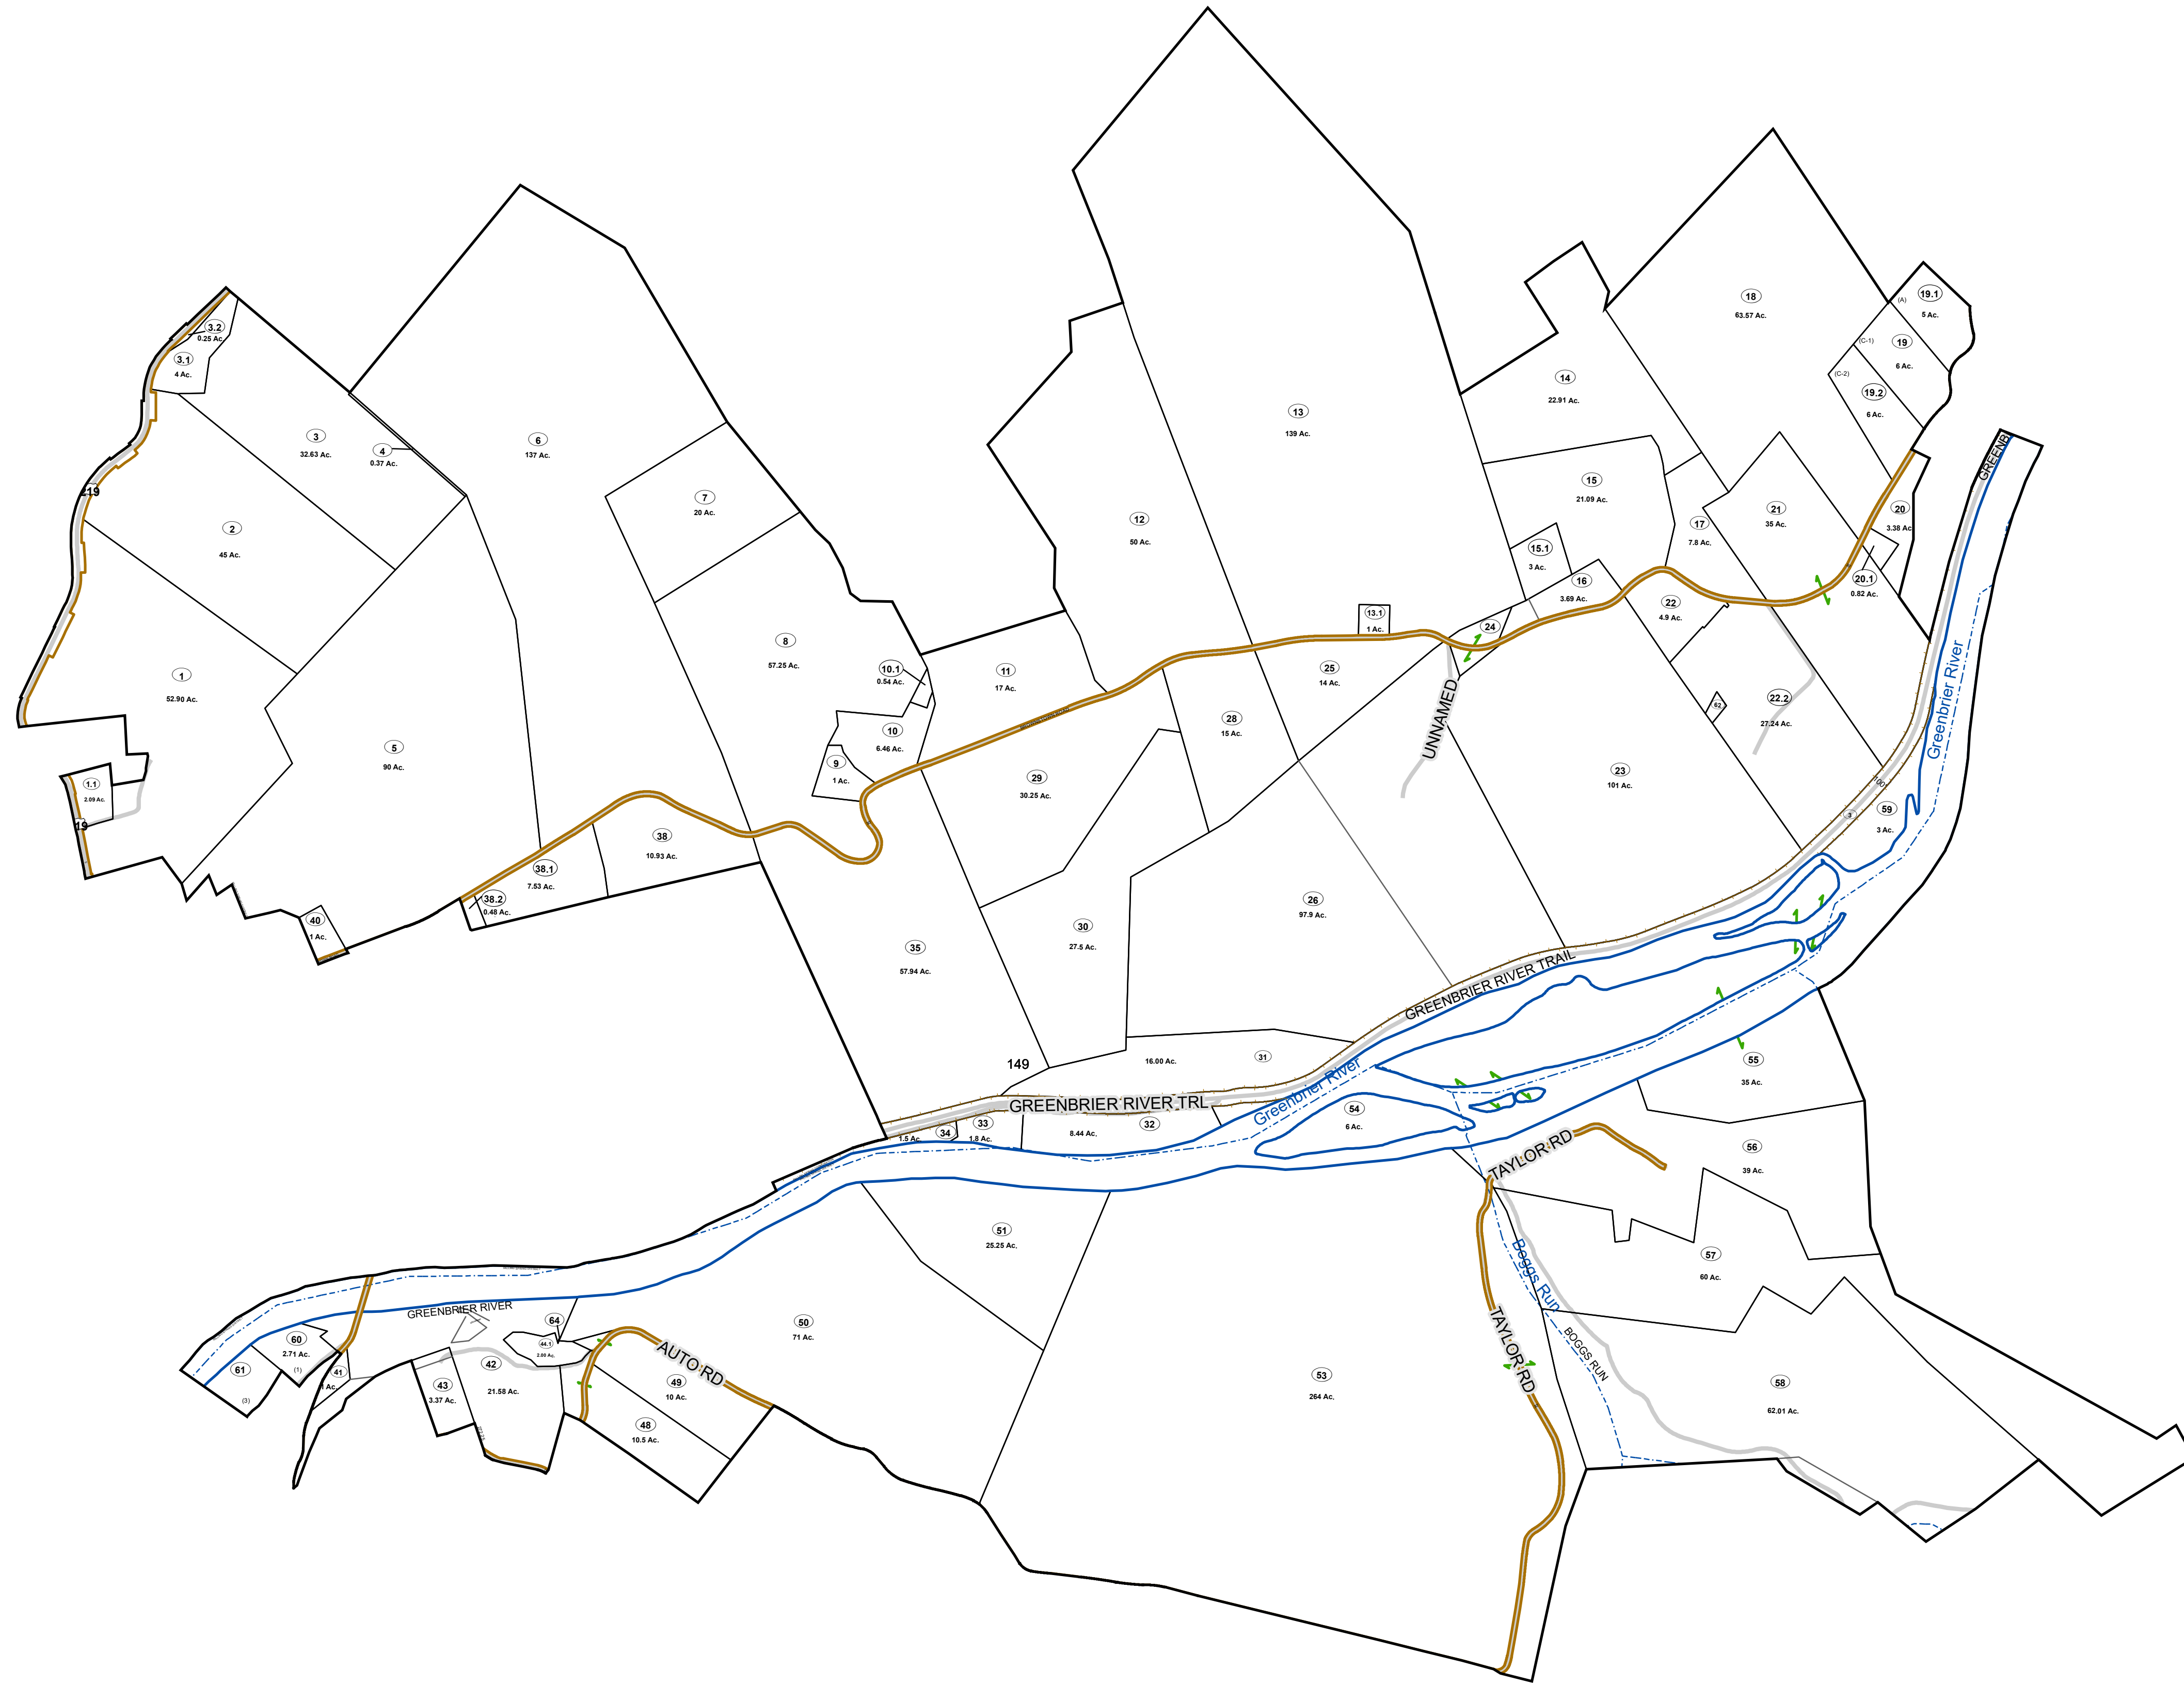 (A)
19.1
5 Ac.
18
63.57 Ac.
3.2
0.25 Ac.
(C-1)
19
6 Ac.
3.1
4 Ac.
(C-2)
14
22.91 Ac.
19.2
6 Ac.
13
139 Ac.
3
32.63 Ac.
4
0.37 Ac.
6
137 Ac.
GREENB
15
21.09 Ac.
219
7
20 Ac.
21
35 Ac.
20
3.38 Ac.
12
50 Ac.
17
7.8 Ac.
2
45 Ac.
15.1
3 Ac.
16
3.69 Ac.
20.1
0.82 Ac.
22
4.9 Ac.
13.1
1 Ac.
24
8
57.25 Ac.
10.1
0.54 Ac.
11
17 Ac.
25
14 Ac.
1
52.90 Ac.
UNNAMED
62
22.2
27.24 Ac.
Greenbrier River
28
15 Ac.
10
6.46 Ac.
5
90 Ac.
9
1 Ac.
29
30.25 Ac.
23
101 Ac.
1.1
2.09 Ac.
19
3
59
3 Ac.
38
10.93 Ac.
38.1
7.53 Ac.
38.2
0.48 Ac.
40
1 Ac.
26
97.9 Ac.
30
27.5 Ac.
35
57.94 Ac.
GREENBRIER RIVER TRAIL
149
16.00 Ac.
31
55
35 Ac.
Greenbrier River
GREENBRIER RIVER TRL
54
6 Ac.
1.5 Ac.
34
33
1.8 Ac.
8.44 Ac.
32
TAYLOR RD
56
39 Ac.
51
25.25 Ac.
57
60 Ac.
Boggs Run
GREENBRIER RIVER
64
50
71 Ac.
60
2.71 Ac.
(1)
44.1
2.00 Ac.
TAYLOR RD
BOGGS RUN
61
(3)
41
1 Ac.
42
21.58 Ac.
43
3.37 Ac.
AUTO RD
49
10 Ac.
53
264 Ac.
58
62.01 Ac.
48
10.5 Ac.